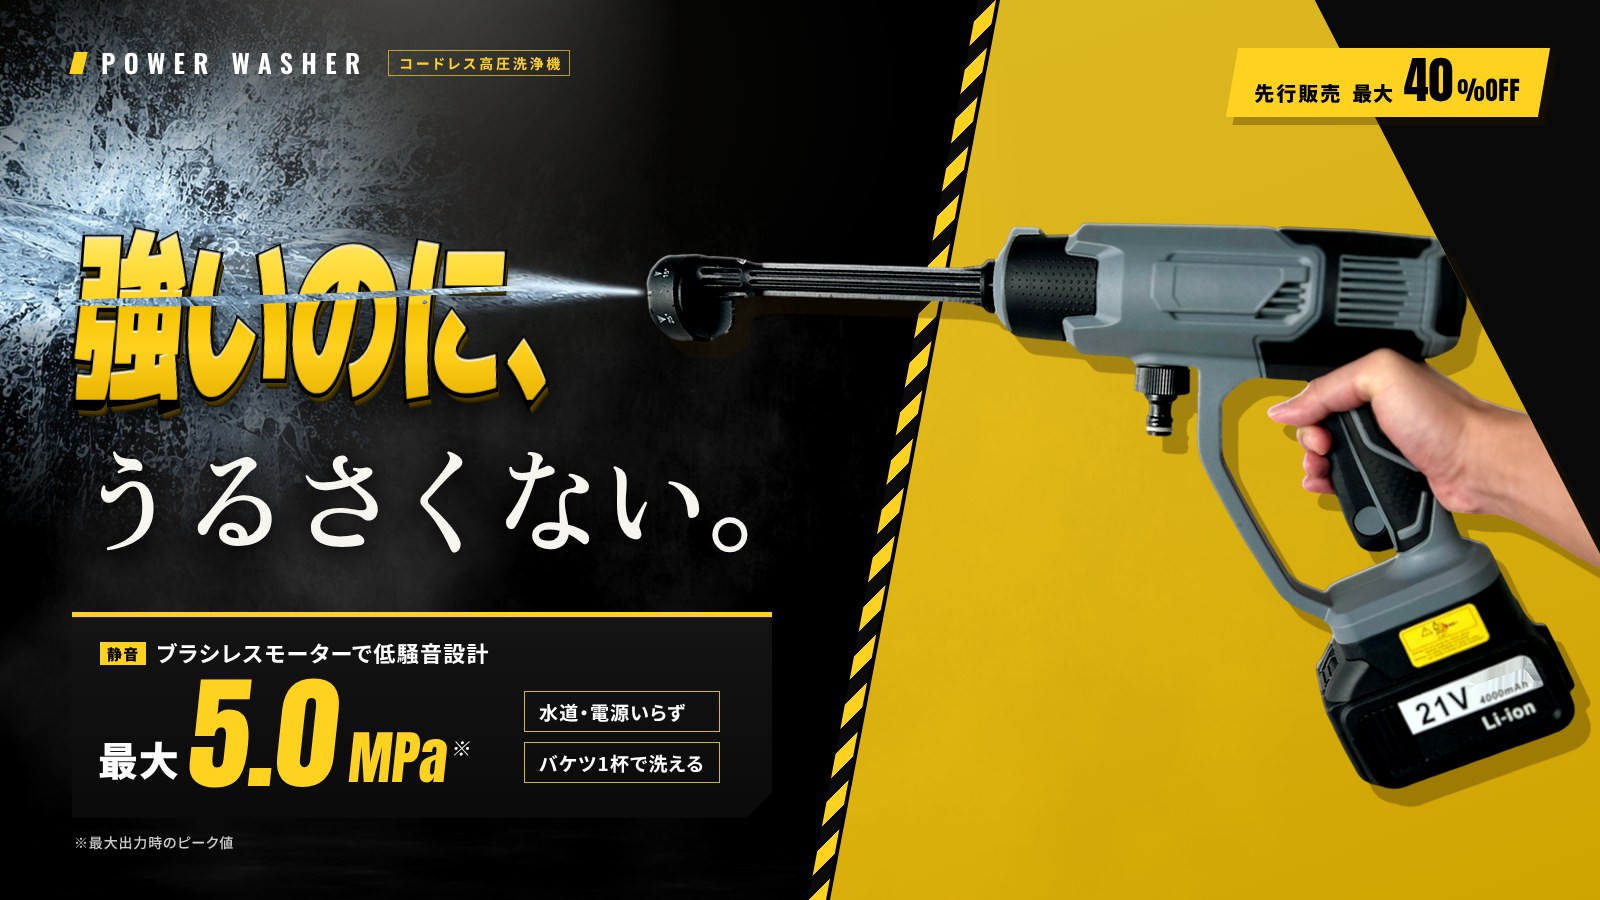 POWER WASHER
コードレス高圧洗浄機
先行販売 最大 40%OFF
強いのに、
うるさくない。
静音 ブラシレスモーターで低騒音設計
最大 5.0 MPa※
水道・電源いらず
バケツ1杯で洗える
※最大出力時のピーク値
21V 4000mAh
Li-ion